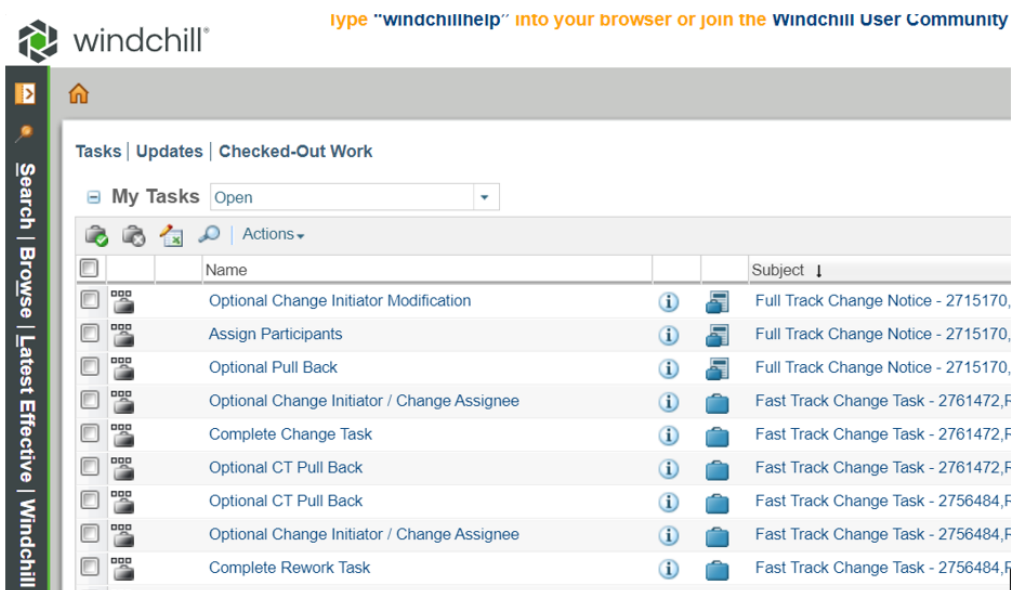 Type "windchillhelp" into your browser or join the Windchill User Community
windchill®
Search | Browse | Latest Effective | Windchill
Tasks | Updates | Checked-Out Work
My Tasks Open
Actions
Name Subject
Optional Change Initiator Modification Full Track Change Notice - 2715170,
Assign Participants Full Track Change Notice - 2715170,
Optional Pull Back Full Track Change Notice - 2715170,
Optional Change Initiator / Change Assignee Fast Track Change Task - 2761472,F
Complete Change Task Fast Track Change Task - 2761472,F
Optional CT Pull Back Fast Track Change Task - 2761472,F
Optional CT Pull Back Fast Track Change Task - 2756484,F
Optional Change Initiator / Change Assignee Fast Track Change Task - 2756484,F
Complete Rework Task Fast Track Change Task - 2756484,F